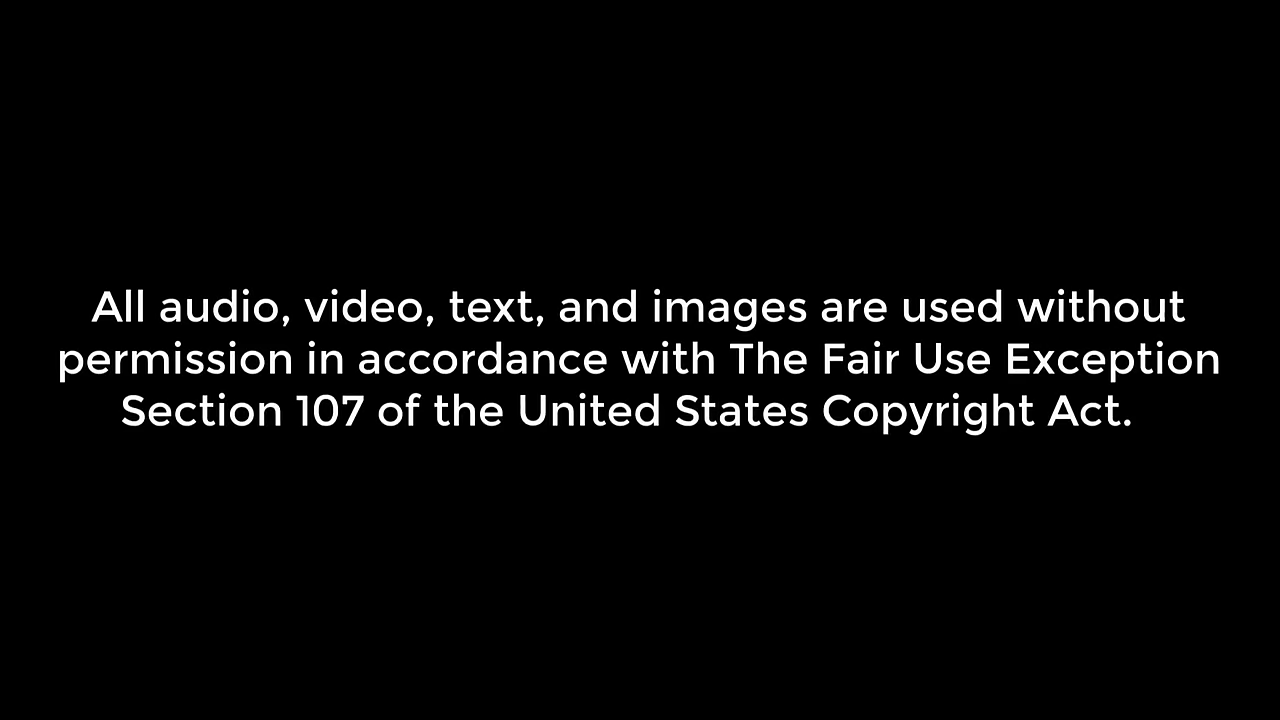 All audio, video, text, and images are used without
permission in accordance with The Fair Use Exception
Section 107 of the United States Copyright Act.